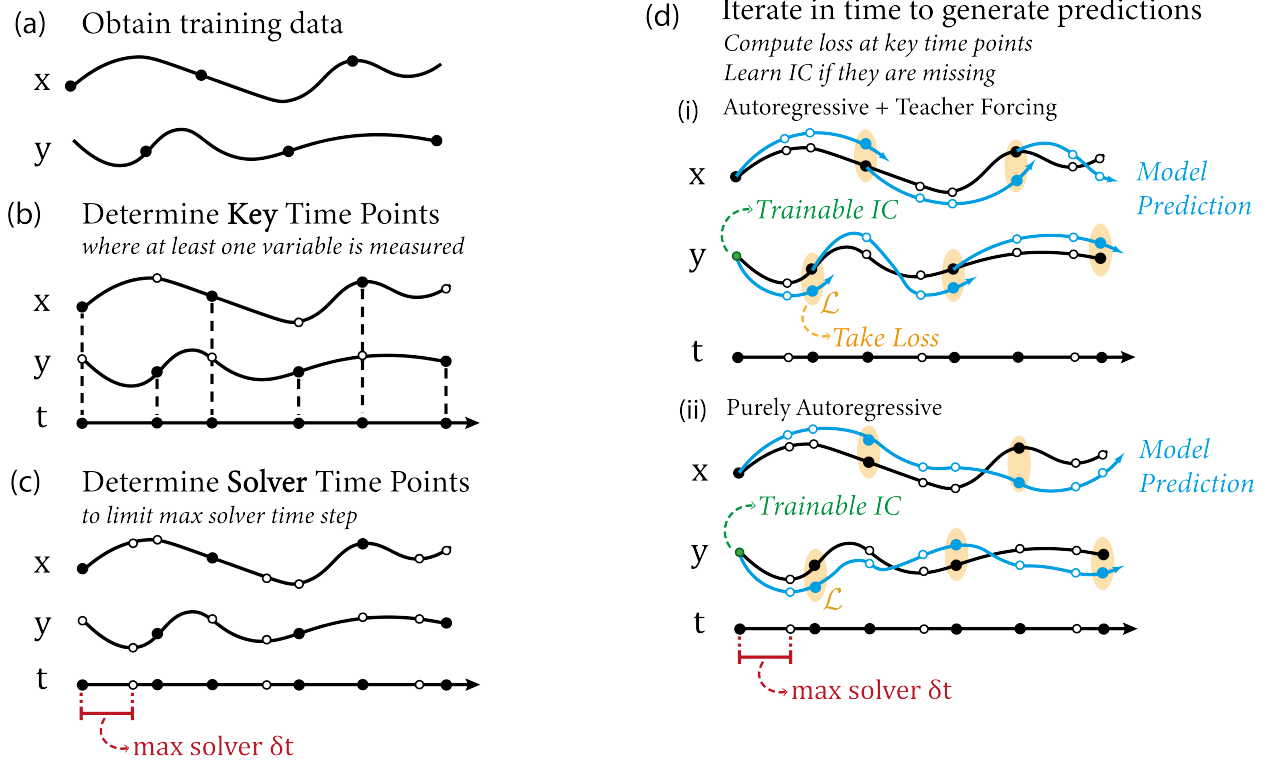 (a) Obtain training data
x
y
(b) Determine Key Time Points
where at least one variable is measured
x
y
t
(c) Determine Solver Time Points
to limit max solver time step
x
y
t
max solver δt
(d) Iterate in time to generate predictions
Compute loss at key time points
Learn IC if they are missing
(i) Autoregressive + Teacher Forcing
x
Model
Prediction
Trainable IC
y
ℒ
Take Loss
t
(ii) Purely Autoregressive
x
Model
Prediction
Trainable IC
y
ℒ
t
max solver δt